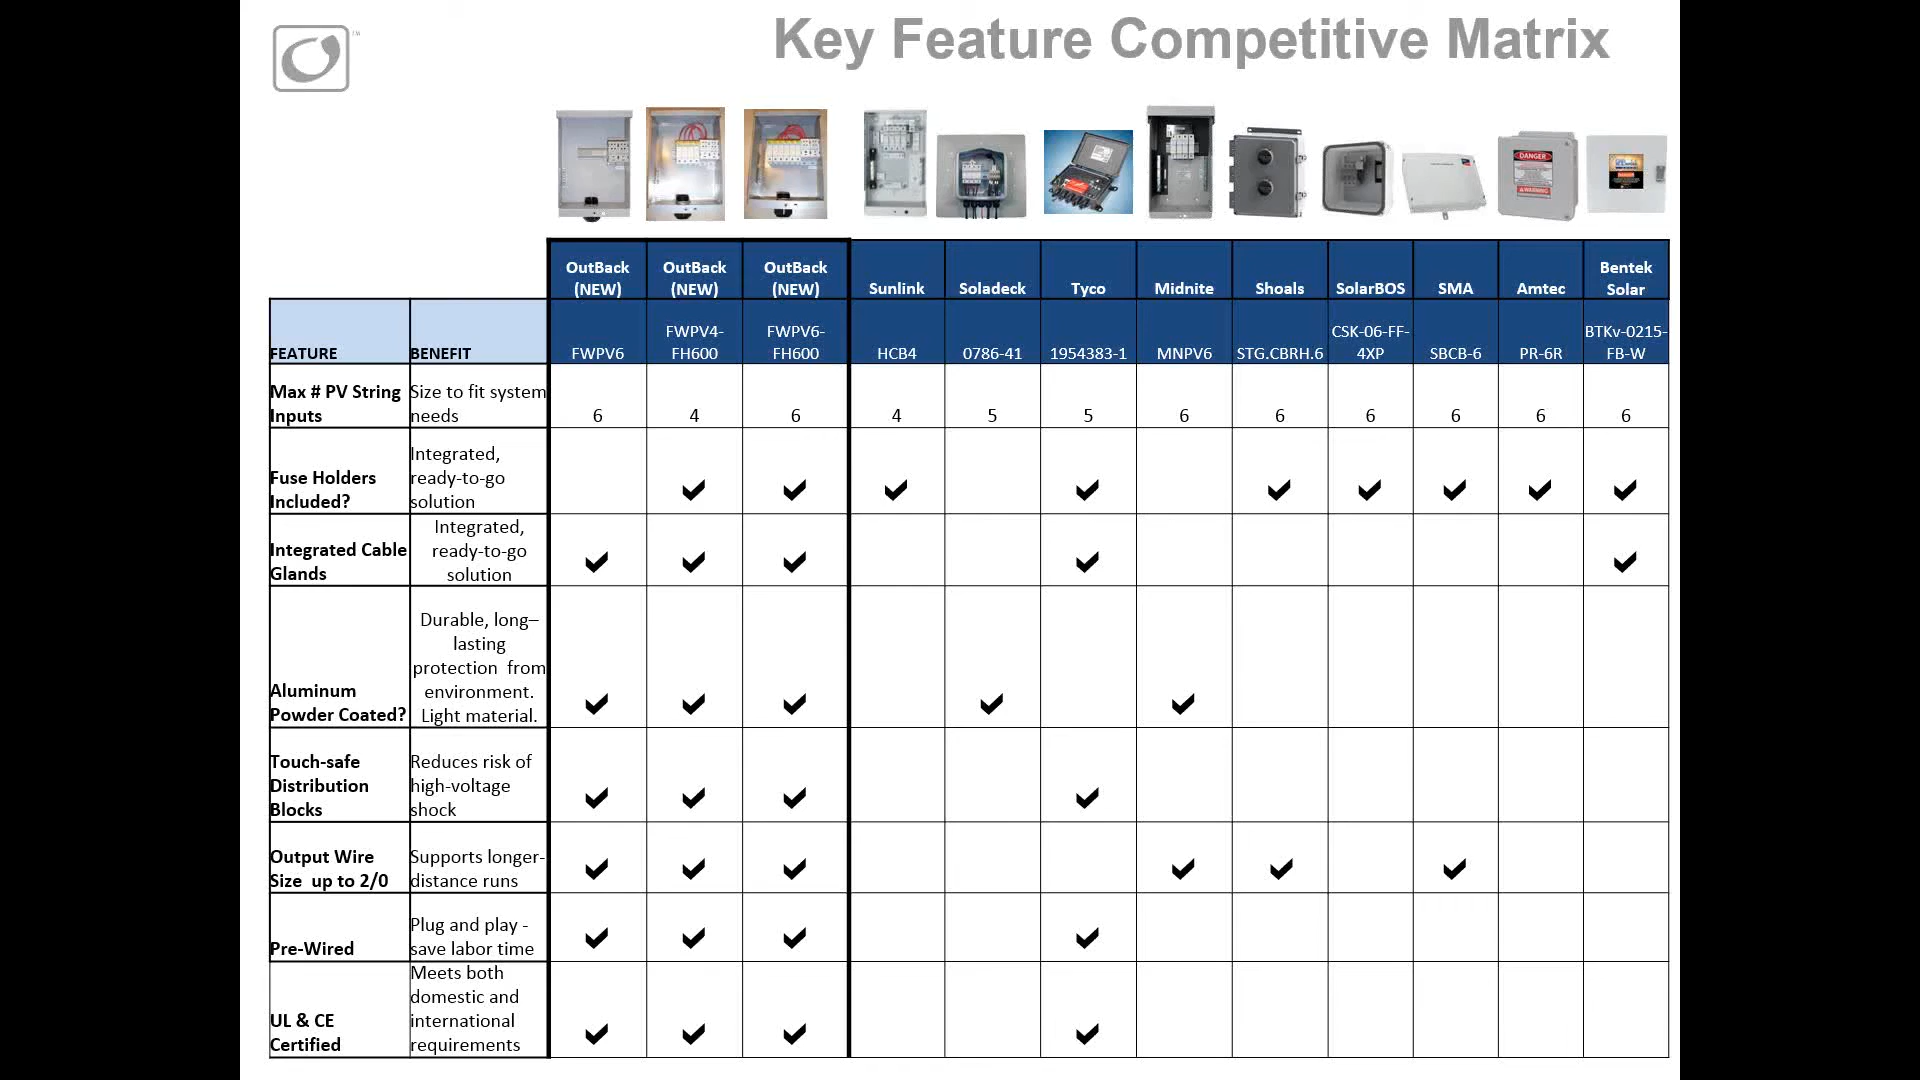 Key Feature Competitive Matrix
TM
DANGER
WARNING
OutBack (NEW)
OutBack (NEW)
OutBack (NEW)
Sunlink
Soladeck
Tyco
Midnite
Shoals
SolarBOS
SMA
Amtec
Bentek Solar
FEATURE
BENEFIT
FWPV6
FWPV4-FH600
FWPV6-FH600
HCB4
0786-41
1954383-1
MNPV6
STG.CBRH.6
CSK-06-FF-4XP
SBCB-6
PR-6R
BTKv-0215-FB-W
Max # PV String
Inputs
Size to fit system
needs
6 4 6 4 5 5 6 6 6 6 6 6
Fuse Holders
Included?
Integrated,
ready-to-go
solution
✔ ✔ ✔ ✔ ✔ ✔ ✔ ✔ ✔
Integrated Cable
Glands
Integrated,
ready-to-go
solution
✔ ✔ ✔ ✔ ✔
Aluminum
Powder Coated?
Durable, long–
lasting
protection from
environment.
Light material.
✔ ✔ ✔ ✔ ✔
Touch-safe
Distribution
Blocks
Reduces risk of
high-voltage
shock
✔ ✔ ✔ ✔
Output Wire
Size up to 2/0
Supports longer-
distance runs
✔ ✔ ✔ ✔ ✔ ✔
Pre-Wired
Plug and play -
save labor time
✔ ✔ ✔ ✔
UL & CE
Certified
Meets both
domestic and
international
requirements
✔ ✔ ✔ ✔